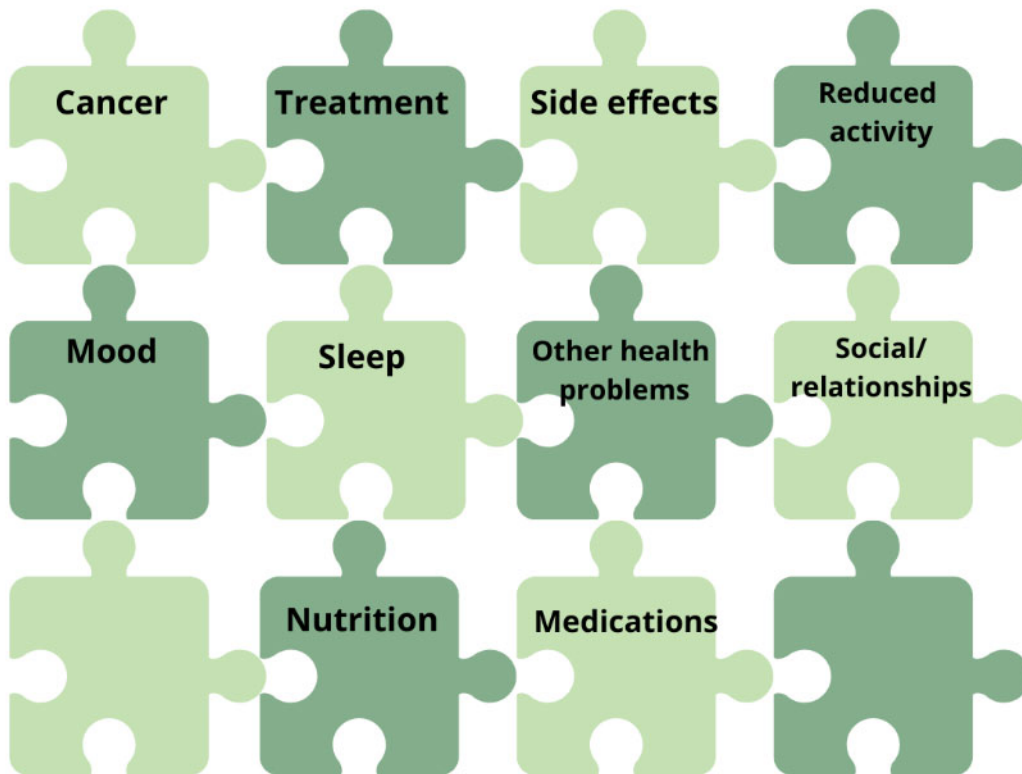 Cancer
Treatment
Side effects
Reduced
activity
Mood
Sleep
Other health
problems
Social/
relationships
Nutrition
Medications